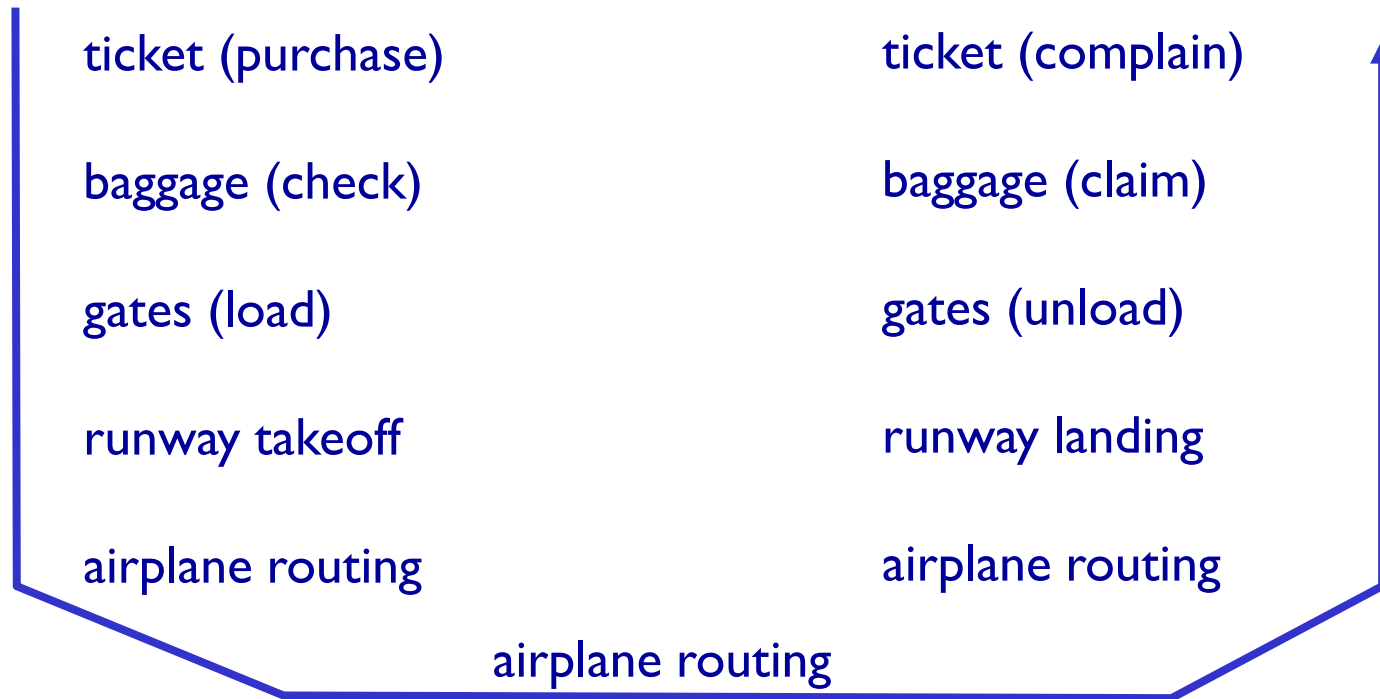 ticket (purchase)
baggage (check)
gates (load)
runway takeoff
airplane routing
ticket (complain)
baggage (claim)
gates (unload)
runway landing
airplane routing
airplane routing